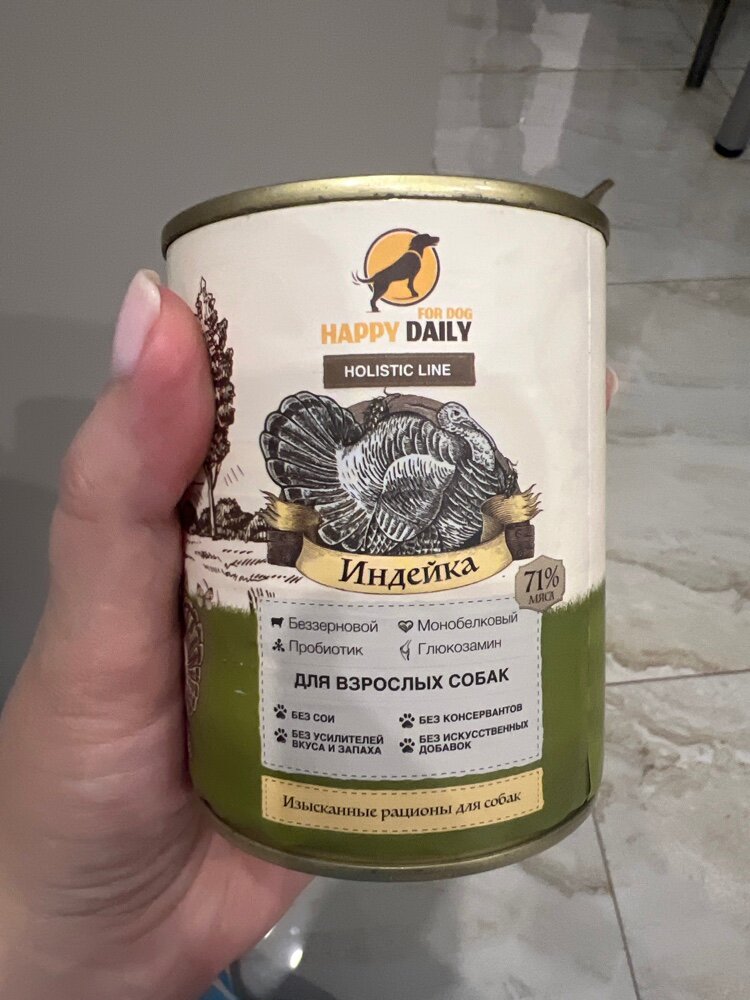 FOR DOG
HAPPY DAILY
HOLISTIC LINE
Индейка
71%
МЯСА
Беззерновой
Монобелковый
Пробиотик
Глюкозамин
ДЛЯ ВЗРОСЛЫХ СОБАК
БЕЗ СОИ
БЕЗ КОНСЕРВАНТОВ
БЕЗ УСИЛИТЕЛЕЙ
ВКУСА И ЗАПАХА
БЕЗ ИСКУССТВЕННЫХ
ДОБАВОК
Изысканные рационы для собак